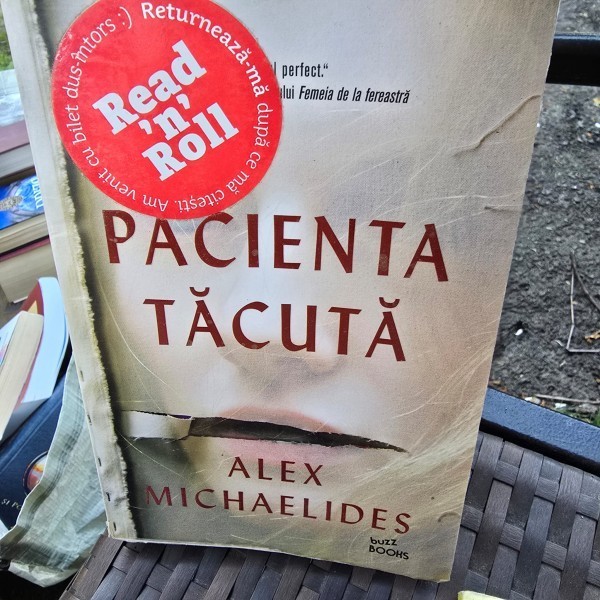 Am venit cu bilet dus-întors :) Returnează-mă după ce mă citești.
Read
'n'
Roll
perfect.“
Femeia de la fereastră
PACIENTA
TĂCUTĂ
ALEX
MICHAELIDES
buzz
BOOKS